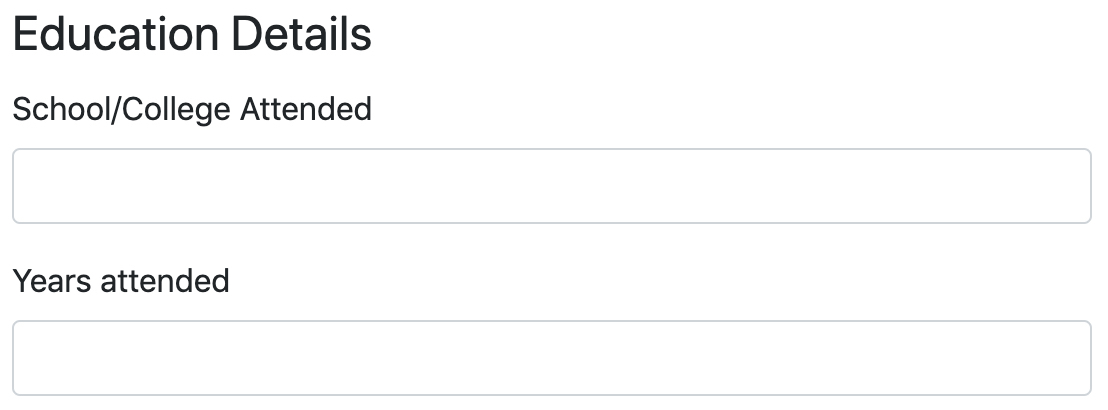 Education Details
School/College Attended
Years attended